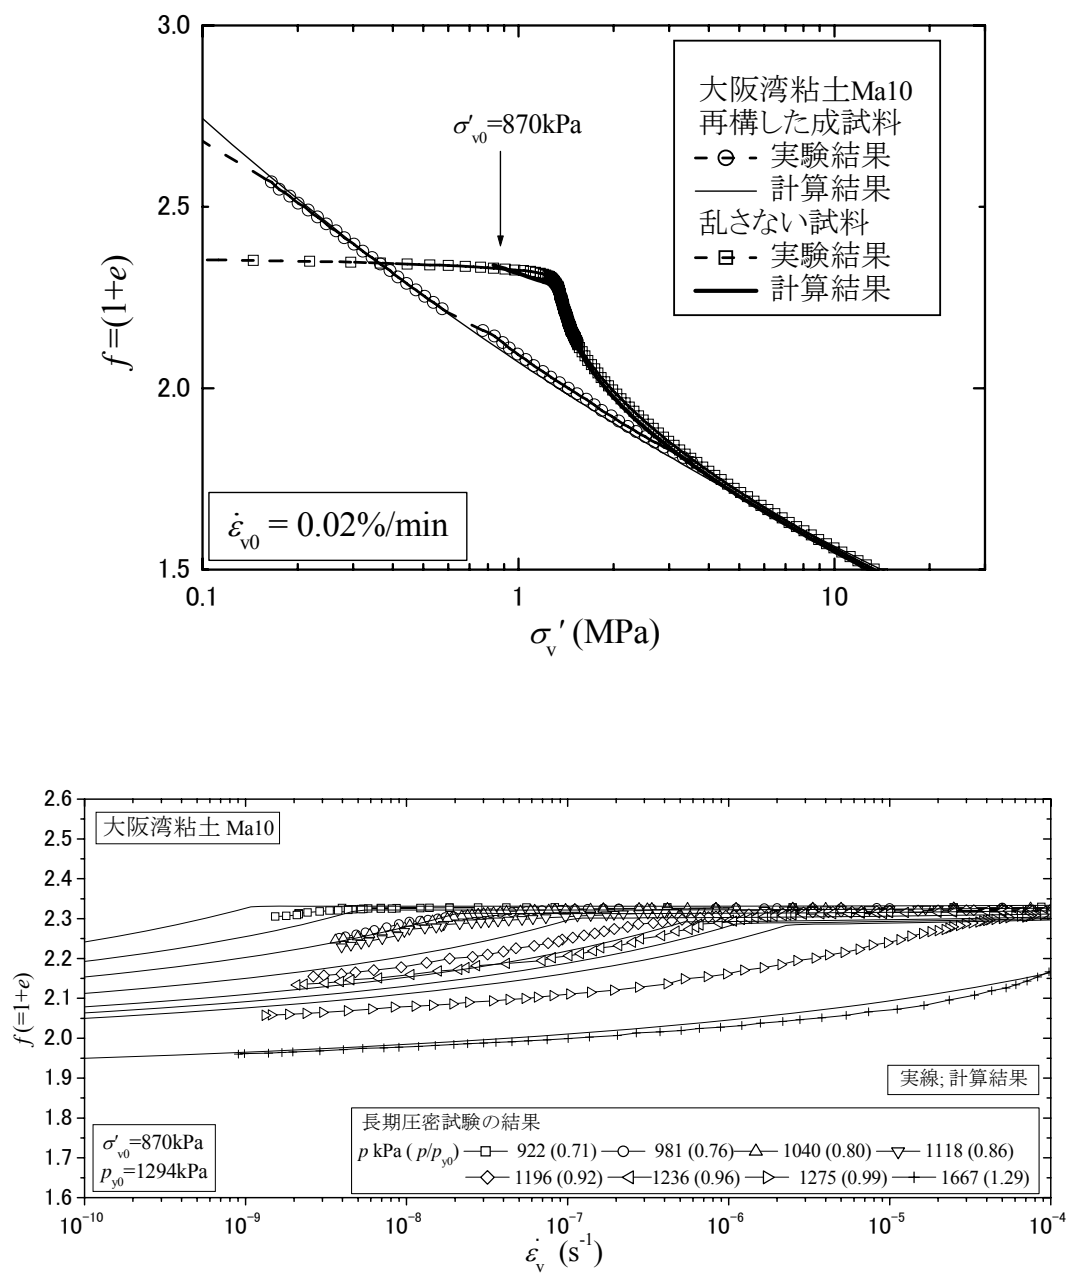 3.0
大阪湾粘土Ma10
再構した成試料
実験結果
計算結果
乱さない試料
実験結果
計算結果
σ′v0=870kPa
2.5
f=(1+e)
2.0
ε̇v0 = 0.02%/min
1.5
0.1 1 10
σv′ (MPa)
2.6
大阪湾粘土 Ma10
2.5
2.4
2.3
2.2
2.1
f(=1+e)
2.0
1.9
実線; 計算結果
1.8
長期圧密試験の結果
σ′v0=870kPa
p kPa ( p/py0) 922 (0.71) 981 (0.76) 1040 (0.80) 1118 (0.86)
1.7
py0=1294kPa
1196 (0.92) 1236 (0.96) 1275 (0.99) 1667 (1.29)
1.6
10-10 10-9 10-8 10-7 10-6 10-5 10-4
ε̇v (s-1)